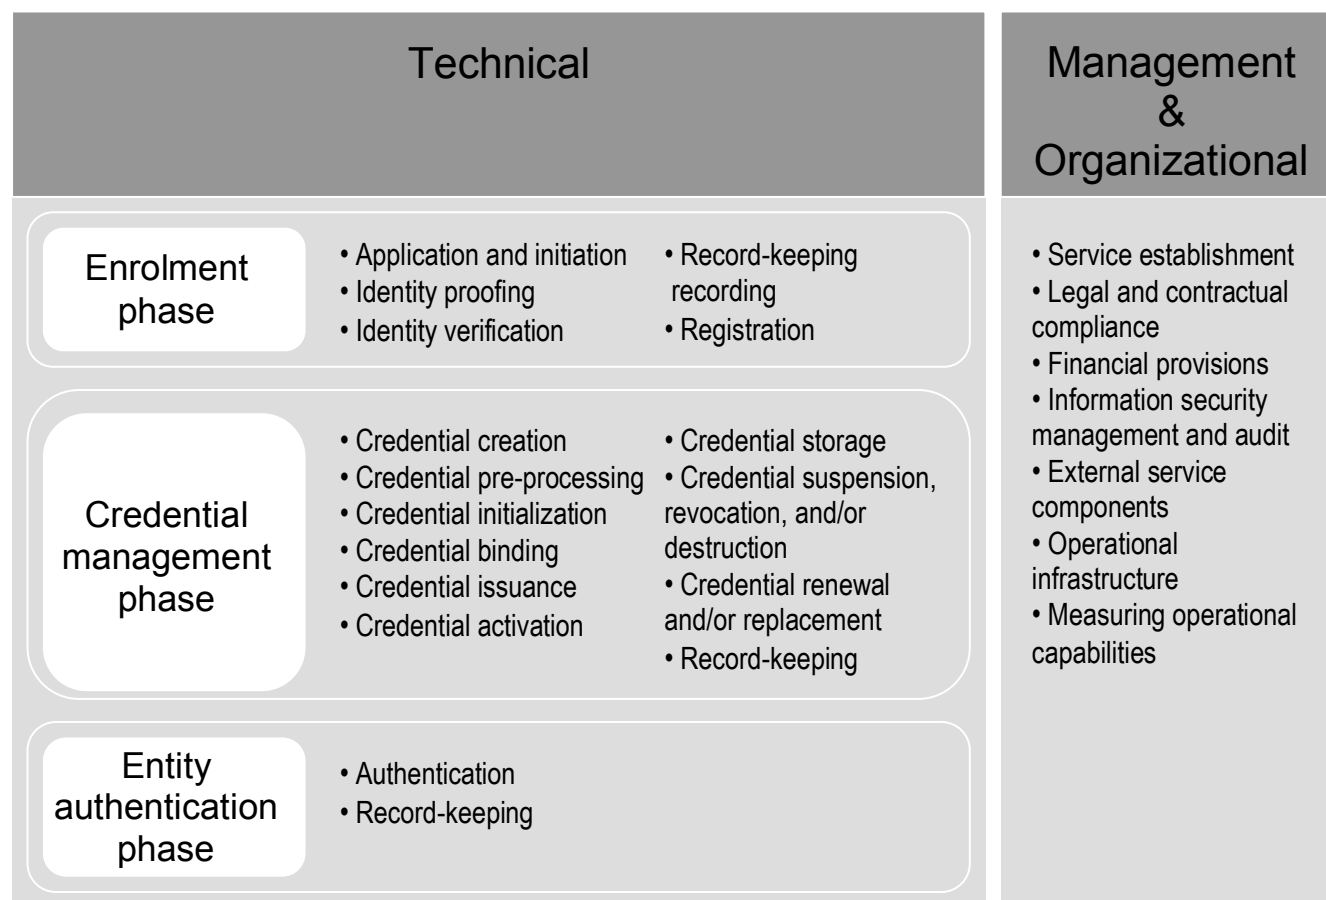 Technical
Management
&
Organizational
Enrolment
phase
• Application and initiation
• Identity proofing
• Identity verification
• Record-keeping
recording
• Registration
Credential
management
phase
• Credential creation
• Credential pre-processing
• Credential initialization
• Credential binding
• Credential issuance
• Credential activation
• Credential storage
• Credential suspension,
revocation, and/or
destruction
• Credential renewal
and/or replacement
• Record-keeping
Entity
authentication
phase
• Authentication
• Record-keeping
• Service establishment
• Legal and contractual
compliance
• Financial provisions
• Information security
management and audit
• External service
components
• Operational
infrastructure
• Measuring operational
capabilities